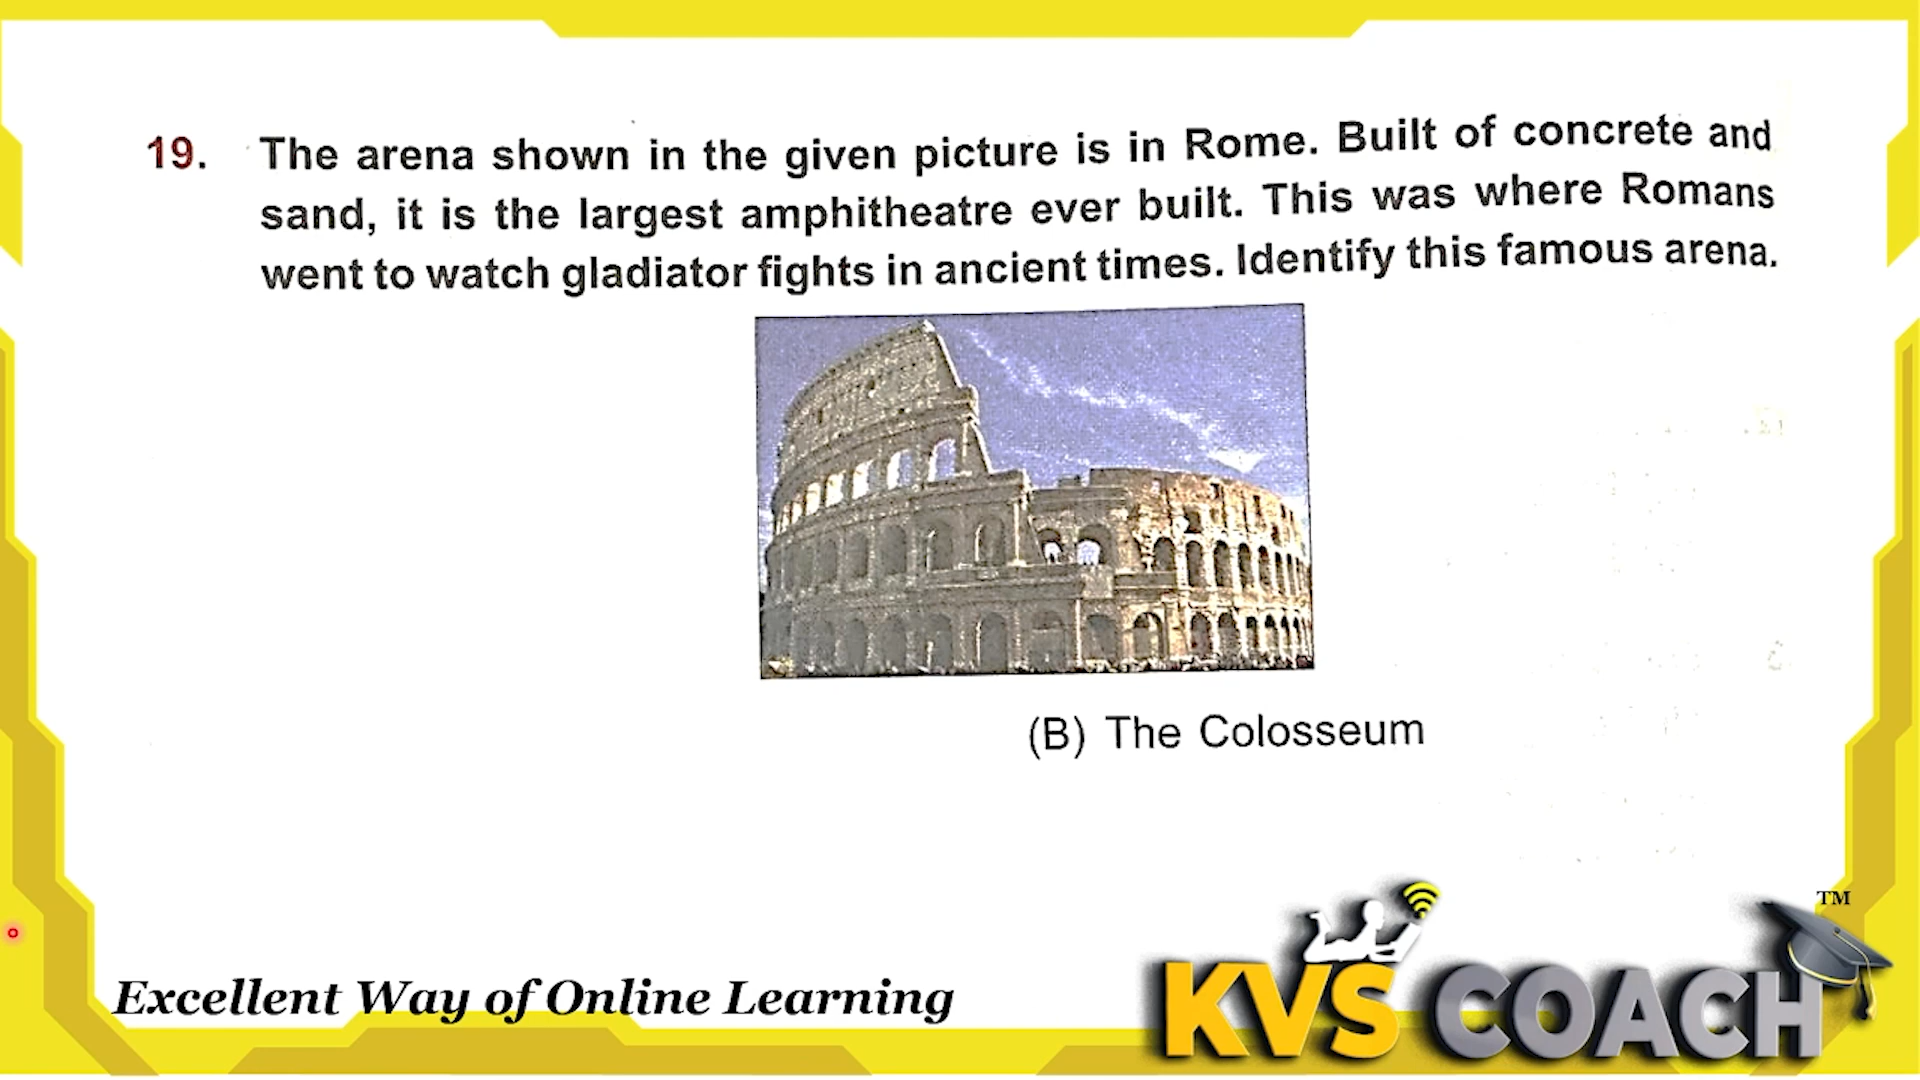 19. The arena shown in the given picture is in Rome. Built of concrete and
sand, it is the largest amphitheatre ever built. This was where Romans
went to watch gladiator fights in ancient times. Identify this famous arena.
(B) The Colosseum
TM
Excellent Way of Online Learning
KVS COACH